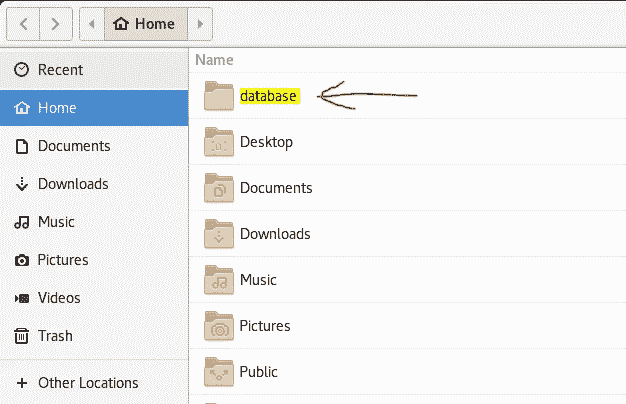 Home
Recent
Home
Documents
Downloads
Music
Pictures
Videos
Trash
Other Locations
Name
database
Desktop
Documents
Downloads
Music
Pictures
Public